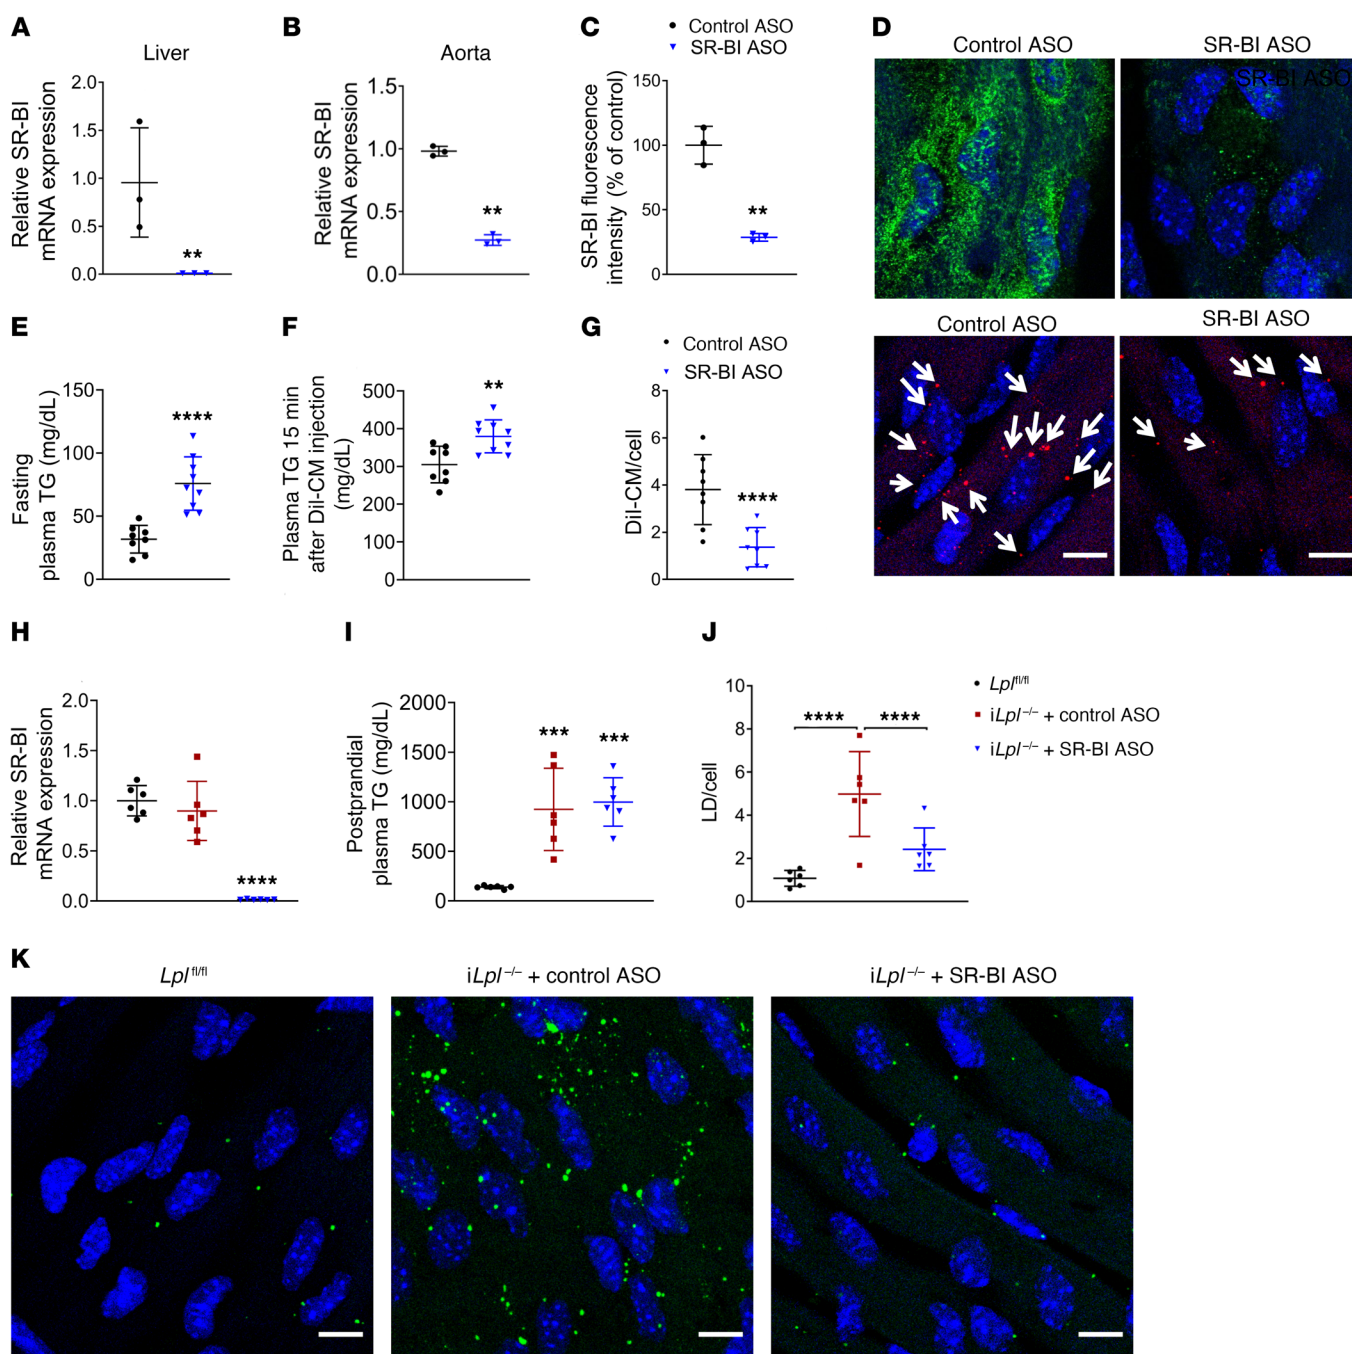 A
Liver
Relative SR-BI
mRNA expression
2.0
1.5
1.0
0.5
0.0
**
B
Aorta
Relative SR-BI
mRNA expression
1.5
1.0
0.5
0.0
**
C
Control ASO
SR-BI ASO
SR-BI fluorescence
intensity (% of control)
150
100
50
0
**
D
Control ASO
SR-BI ASO
SR-BI ASO
E
Fasting
plasma TG (mg/dL)
150
100
50
0
****
F
Plasma TG 15 min
after Dil-CM injection
(mg/dL)
500
400
300
200
100
0
**
G
Control ASO
SR-BI ASO
Dil-CM/cell
8
6
4
2
0
****
Control ASO
SR-BI ASO
H
Relative SR-BI
mRNA expression
2.0
1.5
1.0
0.5
0.0
****
I
Postprandial
plasma TG (mg/dL)
2000
1500
1000
500
0
***
***
J
LD/cell
10
8
6
4
2
0
****
****
Lpl fl/fl
iLpl −/− + control ASO
iLpl −/− + SR-BI ASO
K
Lpl fl/fl
iLpl −/− + control ASO
iLpl −/− + SR-BI ASO